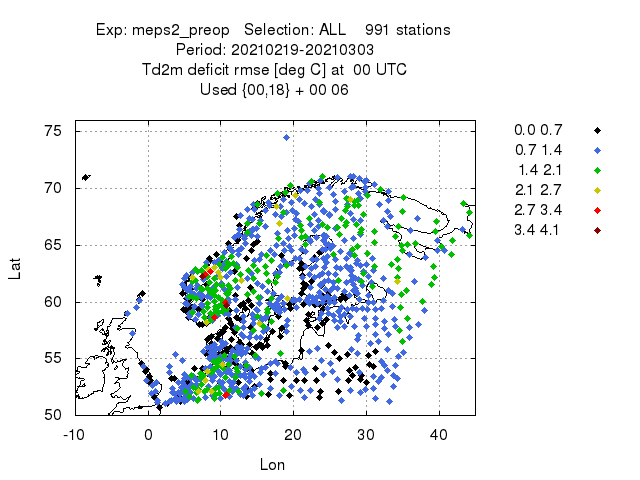 Exp: meps2_preop Selection: ALL 991 stations
Period: 20210219-20210303
Td2m deficit rmse [deg C] at 00 UTC
Used {00,18} + 00 06
0.0 0.7
0.7 1.4
1.4 2.1
2.1 2.7
2.7 3.4
3.4 4.1
75
70
65
60
55
50
Lat
-10 0 10 20 30 40
Lon